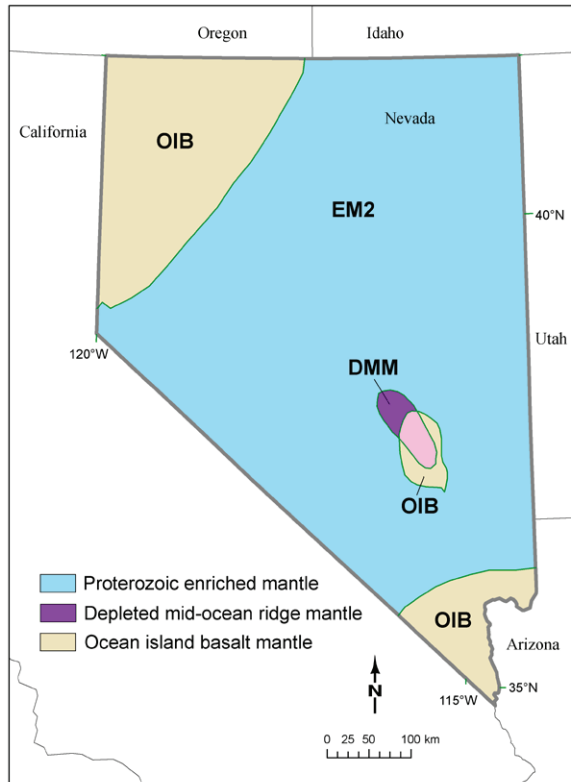 Oregon
Idaho
California
Nevada
OIB
EM2
40°N
Utah
120°W
DMM
OIB
Proterozoic enriched mantle
Depleted mid-ocean ridge mantle
Ocean island basalt mantle
OIB
Arizona
N
115°W
35°N
0 25 50 100 km